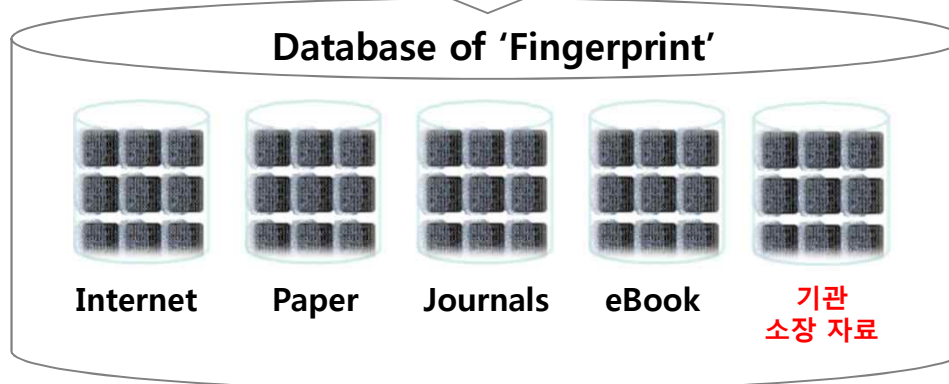 Database of ‘Fingerprint’
Internet
Paper
Journals
eBook
기관
소장 자료